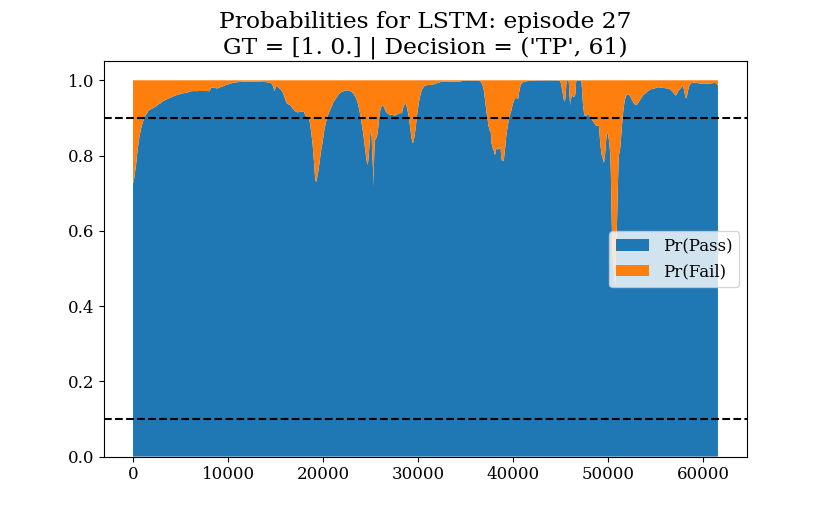 Probabilities for LSTM: episode 27
GT = [1. 0.] | Decision = ('TP', 61)
1.0
0.8
0.6
0.4
0.2
0.0
Pr(Pass)
Pr(Fail)
0 10000 20000 30000 40000 50000 60000